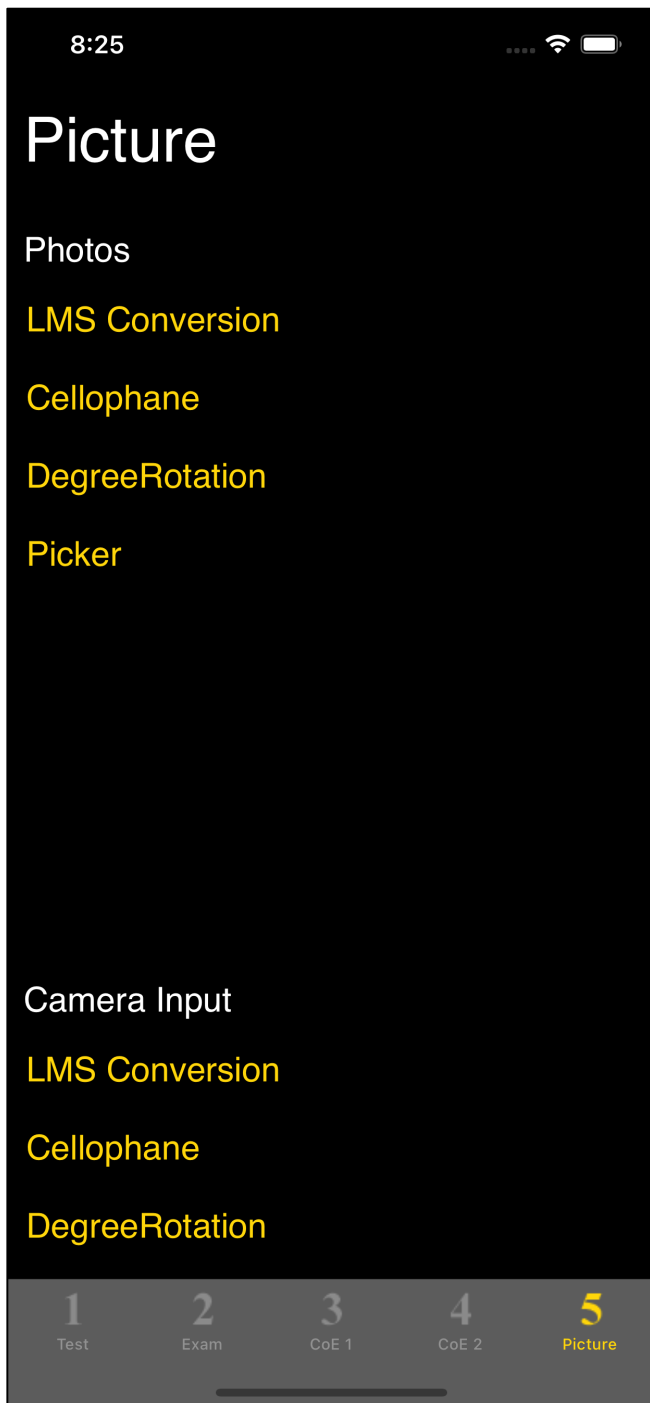 8:25
Picture
Photos
LMS Conversion
Cellophane
DegreeRotation
Picker
Camera Input
LMS Conversion
Cellophane
DegreeRotation
1 2 3 4 5
Test Exam CoE 1 CoE 2 Picture